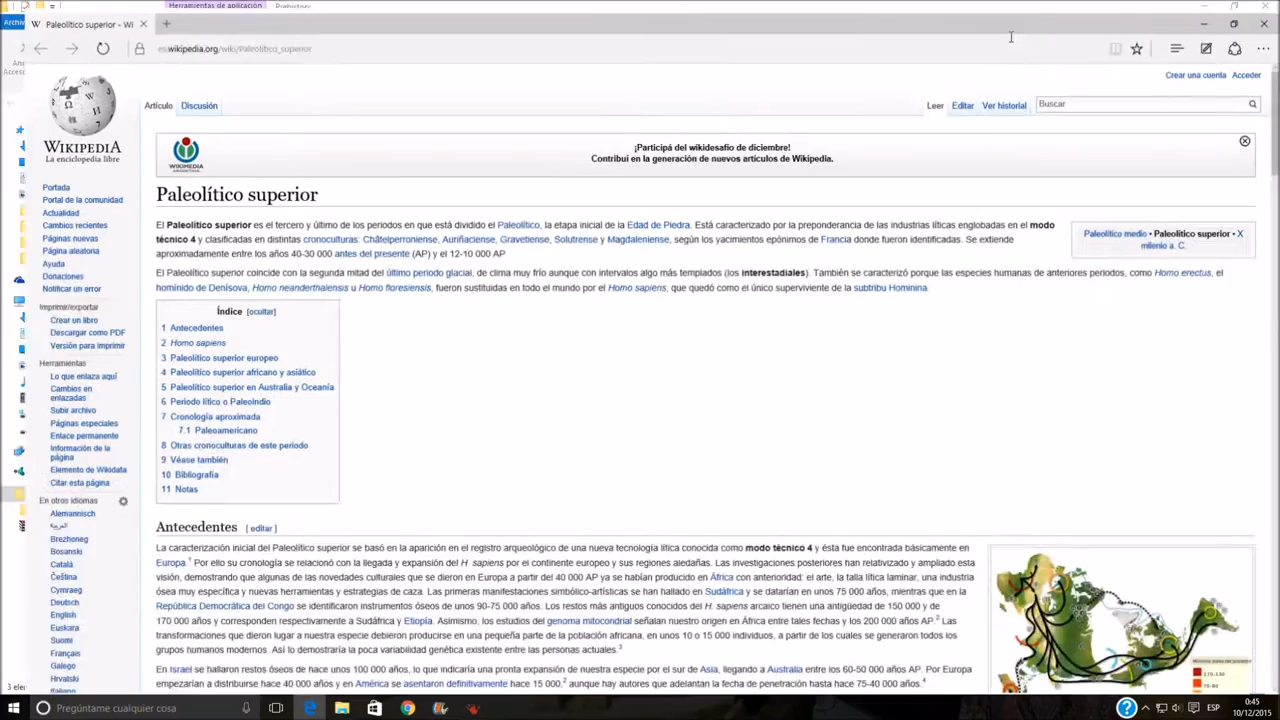 Herramientas de aplicación
Prehistory
Archiv
Paleolítico superior - Wi
es.wikipedia.org/wiki/Paleolítico_superior
Crear una cuenta Acceder
Artículo Discusión
Leer Editar Ver historial
Buscar
WIKIPEDIA
La enciclopedia libre
WIKIMEDIA
¡Participá del wikidesafío de diciembre!
Contribuí en la generación de nuevos artículos de Wikipedia.
Portada
Portal de la comunidad
Actualidad
Cambios recientes
Páginas nuevas
Página aleatoria
Ayuda
Donaciones
Notificar un error
Imprimir/exportar
Crear un libro
Descargar como PDF
Versión para imprimir
Herramientas
Lo que enlaza aquí
Cambios en
enlazadas
Subir archivo
Páginas especiales
Enlace permanente
Información de la
página
Elemento de Wikidata
Citar esta página
En otros idiomas
Alemannisch
العربية
Brezhoneg
Bosanski
Català
Čeština
Cymraeg
Deutsch
English
Euskara
Suomi
Français
Galego
Hrvatski
Italiano
Paleolítico superior
El Paleolítico superior es el tercero y último de los periodos en que está dividido el Paleolítico, la etapa inicial de la Edad de Piedra. Está caracterizado por la preponderancia de las industrias líticas englobadas en el modo
técnico 4 y clasificadas en distintas cronoculturas: Châtelperroniense, Auriñaciense, Gravetiense, Solutrense y Magdaleniense, según los yacimientos epónimos de Francia donde fueron identificadas. Se extiende
aproximadamente entre los años 40-30 000 antes del presente (AP) y el 12-10 000 AP
Paleolítico medio • Paleolítico superior • X
milenio a. C.
El Paleolítico superior coincide con la segunda mitad del último periodo glacial, de clima muy frío aunque con intervalos algo más templados (los interestadiales). También se caracterizó porque las especies humanas de anteriores periodos, como Homo erectus, el
homínido de Denísova, Homo neanderthalensis u Homo floresiensis, fueron sustituidas en todo el mundo por el Homo sapiens, que quedó como el único superviviente de la subtribu Hominina
Índice [ocultar]
1 Antecedentes
2 Homo sapiens
3 Paleolítico superior europeo
4 Paleolítico superior africano y asiático
5 Paleolítico superior en Australia y Oceanía
6 Periodo lítico o Paleoindio
7 Cronología aproximada
7.1 Paleoamericano
8 Otras cronoculturas de este periodo
9 Véase también
10 Bibliografía
11 Notas
Antecedentes [ editar ]
La caracterización inicial del Paleolítico superior se basó en la aparición en el registro arqueológico de una nueva tecnología lítica conocida como modo técnico 4 y ésta fue encontrada básicamente en
Europa.1 Por ello su cronología se relacionó con la llegada y expansión del H. sapiens por el continente europeo y sus regiones aledañas. Las investigaciones posteriores han relativizado y ampliado esta
visión, demostrando que algunas de las novedades culturales que se dieron en Europa a partir del 40 000 AP ya se habían producido en África con anterioridad: el arte, la talla lítica laminar, una industria
ósea muy específica y nuevas herramientas y estrategias de caza. Las primeras manifestaciones simbólico-artísticas se han hallado en Sudáfrica y se datarían en unos 75 000 años, mientras que en la
República Democrática del Congo se identificaron instrumentos óseos de unos 90-75 000 años. Los restos más antiguos conocidos del H. sapiens arcaico tienen una antigüedad de 150 000 y de
170 000 años y corresponden respectivamente a Sudáfrica y Etiopía. Asimismo, los estudios del genoma mitocondrial señalan nuestro origen en África entre tales fechas y los 200 000 años AP.2 Las
transformaciones que dieron lugar a nuestra especie debieron producirse en una pequeña parte de la población africana, en unos 10 o 15 000 individuos, a partir de los cuales se generaron todos los
grupos humanos modernos. Así lo demostraría la poca variabilidad genética existente entre las personas actuales.3
En Israel se hallaron restos óseos de hace unos 100 000 años, lo que indicaría una pronta expansión de nuestra especie por el sur de Asia, llegando a Australia entre los 60-50 000 años AP. Por Europa
empezarían a distribuirse hace 40 000 años y en América se asentaron definitivamente hace 15 000,2 aunque hay autores que adelantan la fecha de penetración hasta hace 75-40 000 años.4
170-130
75-60
3 elem
Pregúntame cualquier cosa
ESP
0:45
10/12/2015